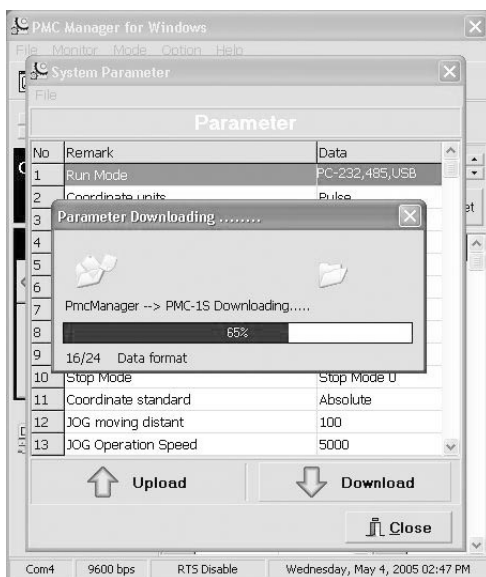 PMC Manager for Windows
File Monitor Mode Option Help
System Parameter
File
Parameter
No Remark Data
1 Run Mode PC-232,485,USB
2 Coordinate units Pulse
3
Parameter Downloading ........
4
5
6
7
PmcManager --> PMC-1S Downloading.....
8
65%
9
16/24 Data format
10 Stop Mode Stop Mode 0
11 Coordinate standard Absolute
12 JOG moving distant 100
13 JOG Operation Speed 5000
Upload Download
Close
Com4 9600 bps RTS Disable Wednesday, May 4, 2005 02:47 PM